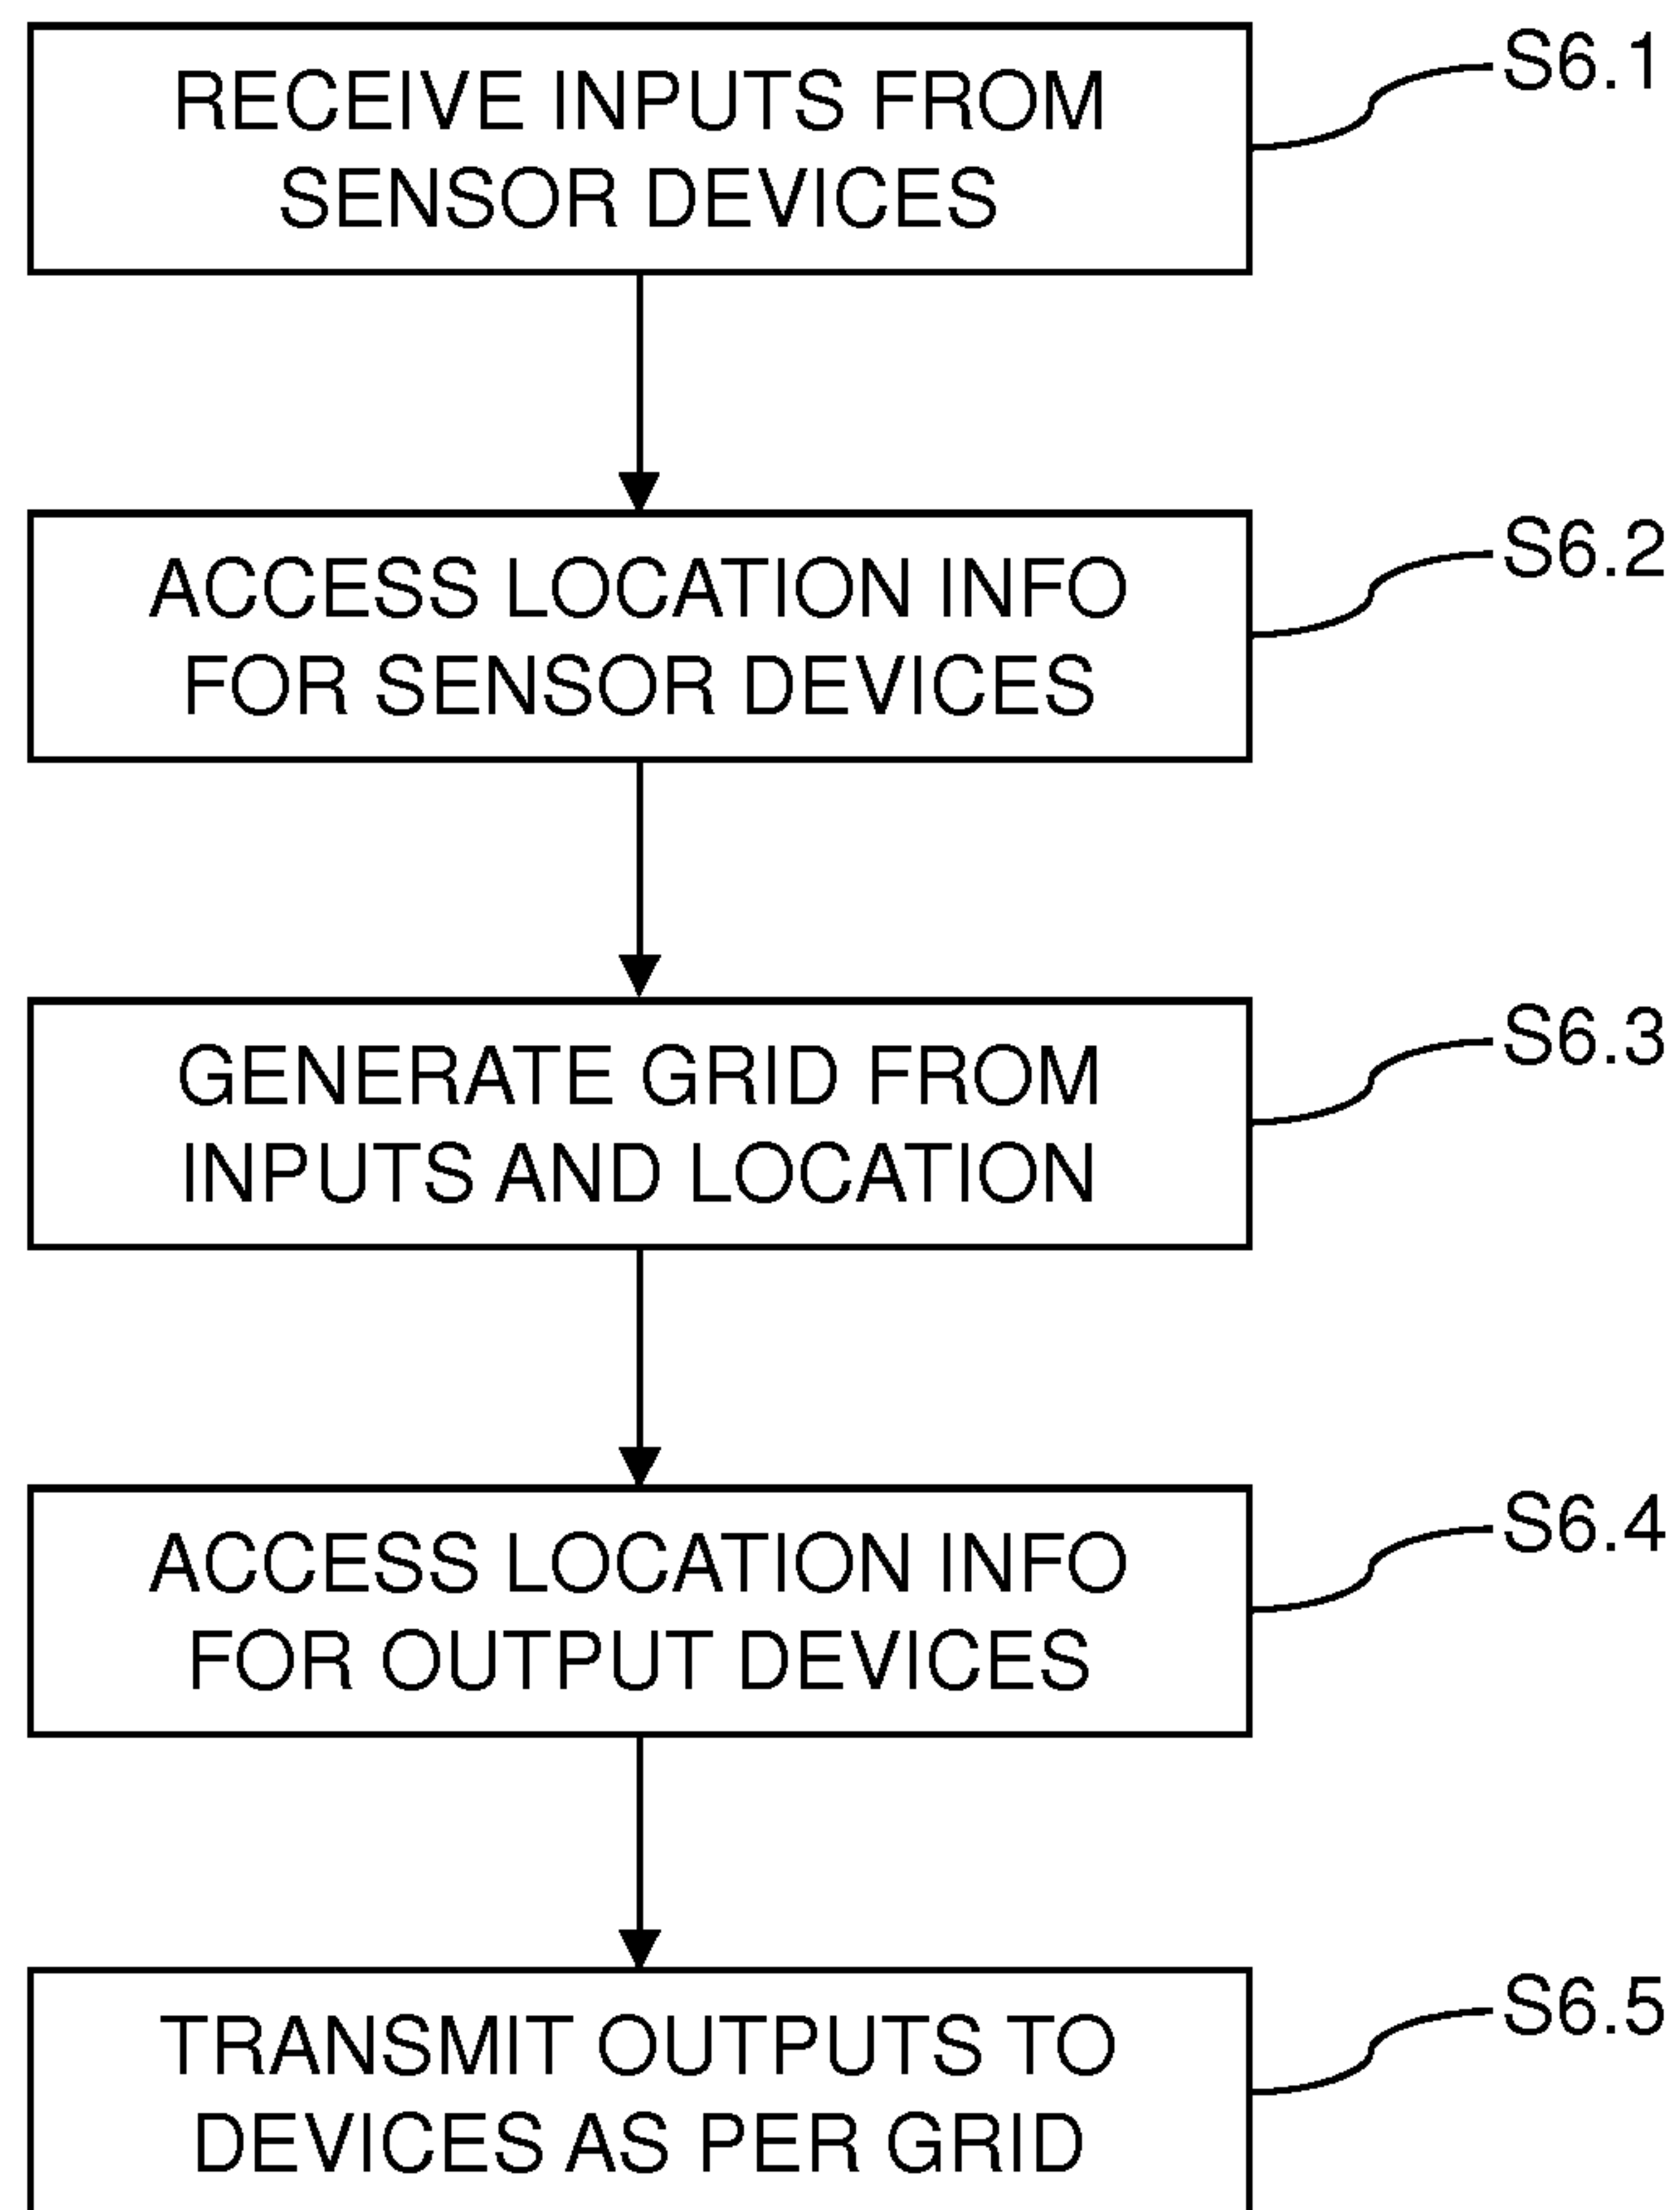 RECEIVE INPUTS FROM
SENSOR DEVICES
S6.1
ACCESS LOCATION INFO
FOR SENSOR DEVICES
S6.2
GENERATE GRID FROM
INPUTS AND LOCATION
S6.3
ACCESS LOCATION INFO
FOR OUTPUT DEVICES
S6.4
TRANSMIT OUTPUTS TO
DEVICES AS PER GRID
S6.5